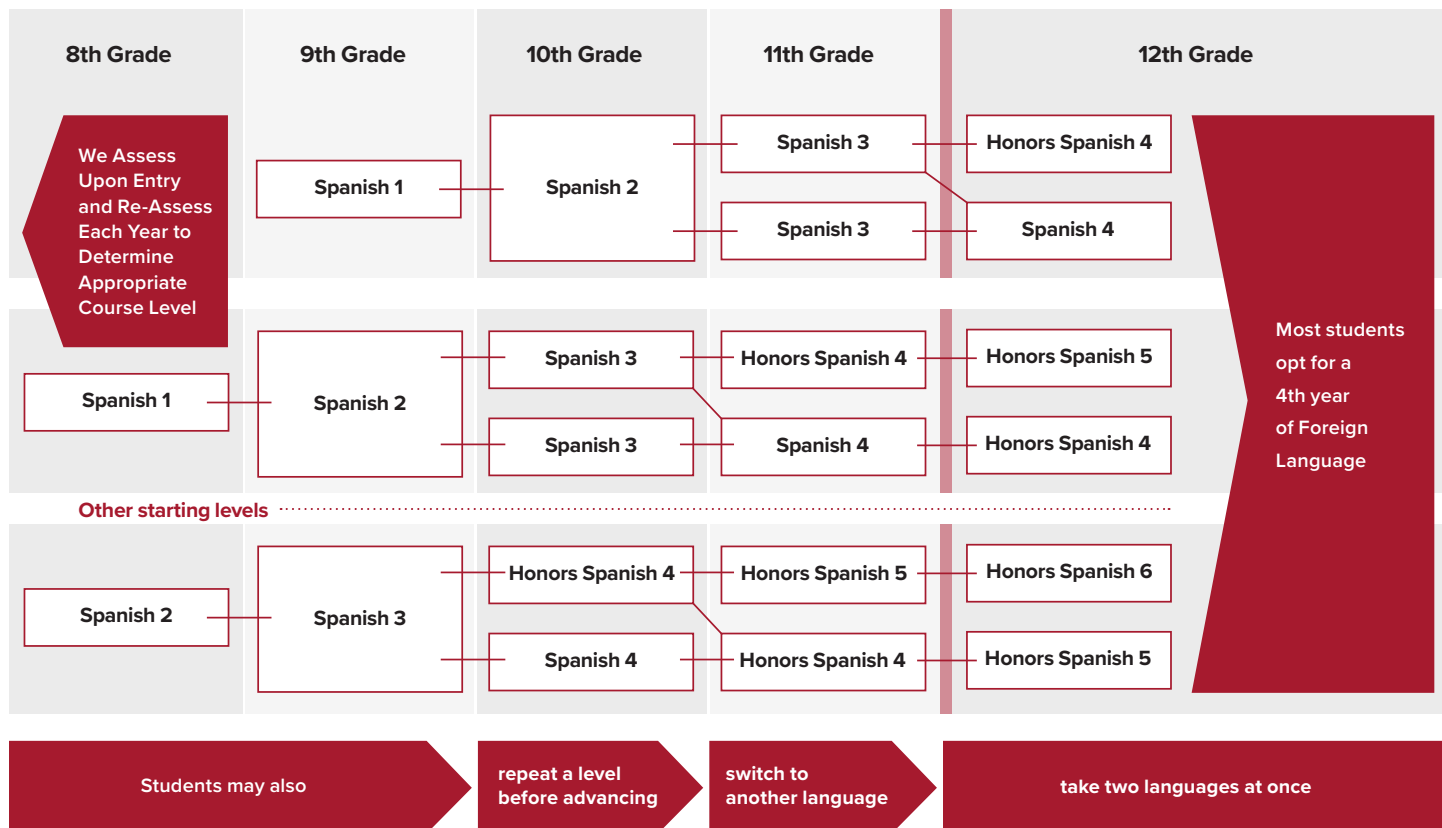 8th Grade
9th Grade
10th Grade
11th Grade
12th Grade
We Assess
Upon Entry
and Re-Assess
Each Year to
Determine
Appropriate
Course Level
Spanish 1
Spanish 2
Spanish 3
Honors Spanish 4
Spanish 3
Spanish 4
Spanish 1
Spanish 2
Spanish 3
Honors Spanish 4
Honors Spanish 5
Spanish 3
Spanish 4
Honors Spanish 4
Most students
opt for a
4th year
of Foreign
Language
Other starting levels
Spanish 2
Spanish 3
Honors Spanish 4
Honors Spanish 5
Honors Spanish 6
Spanish 4
Honors Spanish 4
Honors Spanish 5
Students may also
repeat a level
before advancing
switch to
another language
take two languages at once